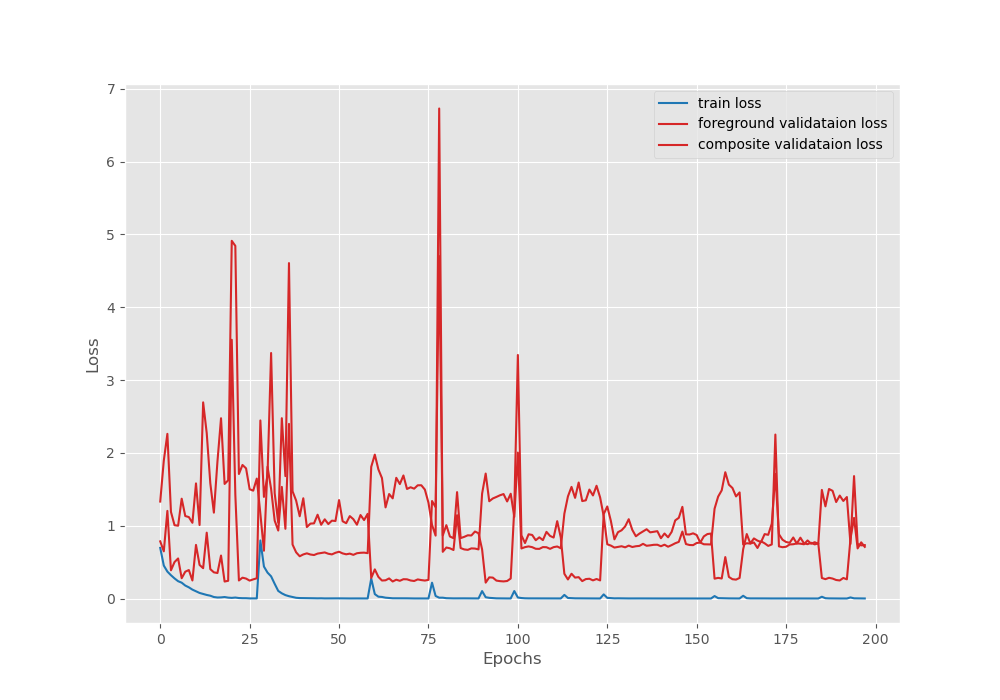 train loss
foreground validataion loss
composite validataion loss
7
6
5
4
3
2
1
0
Loss
0 25 50 75 100 125 150 175 200
Epochs